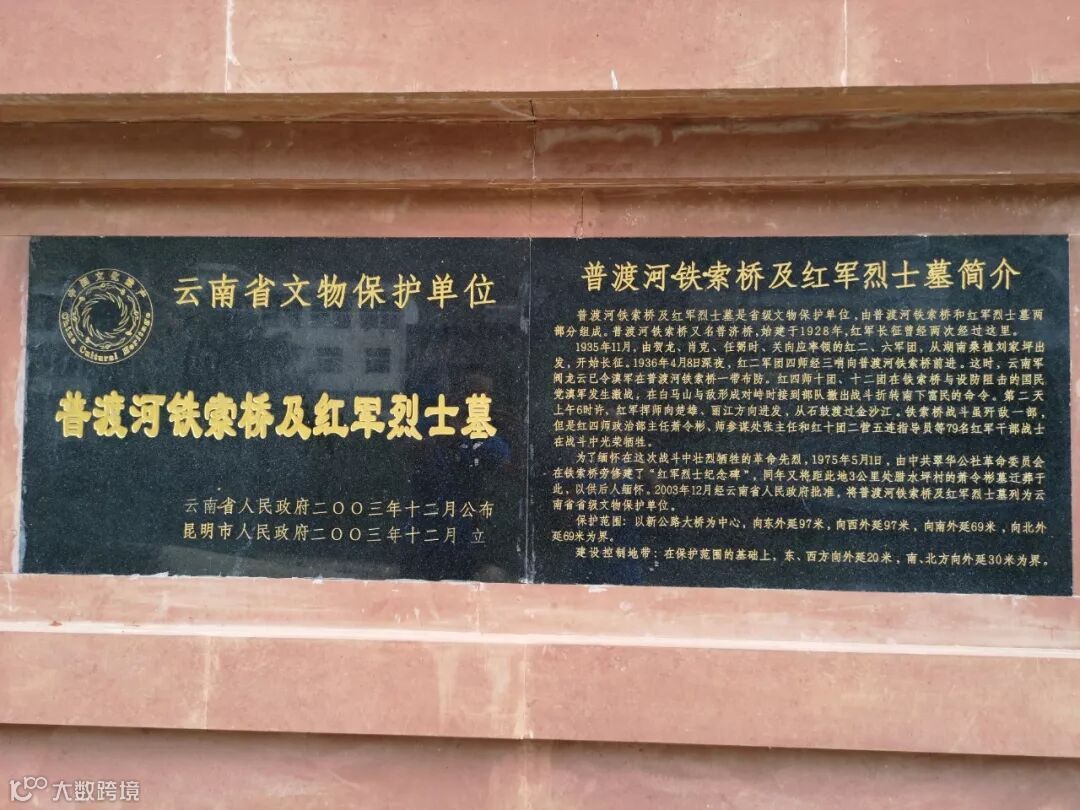 中国文化遗产
China Cultural Heritage
云南省文物保护单位
普渡河铁索桥及红军烈士墓
云南省人民政府二〇〇三年十二月公布
昆明市人民政府二〇〇三年十二月 立
普渡河铁索桥及红军烈士墓简介
普渡河铁索桥及红军烈士墓是省级文物保护单位,由普渡河铁索桥和红军烈士墓两
部分组成。普渡河铁索桥又名普济桥,始建于1928年,红军长征曾经两次经过这里。
1935年11月,由贺龙、肖克、任弼时、关向应率领的红二、六军团,从湖南桑植刘家坪出
发,开始长征。1936年4月8日深夜,红二军团四师经三哨向普渡河铁索桥前进。这时,云南军
阀龙云已令滇军在普渡河铁索桥一带布防。红四师十团、十二团在铁索桥与设防阻击的国民
党滇军发生激战,在白马山与敌形成对峙时接到部队撤出战斗折转南下富民的命令。第二天
上午6时许,红军挥师向楚雄、丽江方向进发,从石鼓渡过金沙江。铁索桥战斗虽歼敌一部,
但是红四师政治部主任萧令彬、师参谋处张主任和红十团二营五连指导员等79名红军干部战士
在战斗中光荣牺牲。
为了缅怀在这次战斗中壮烈牺牲的革命先烈,1975年5月1日,由中共翠华公社革命委员会
在铁索桥旁修建了“红军烈士纪念碑”,同年又将距此地3公里处腊水坪村的萧令彬墓迁葬于
此,以供后人缅怀。2003年12月经云南省人民政府批准,将普渡河铁索桥及红军烈士墓列为云
南省省级文物保护单位。
保护范围:以新公路大桥为中心,向东外延97米,向西外延97米,向南外延69米,向北外
延69米为界。
建设控制地带:在保护范围的基础上,东、西方向外延20米,南、北方向外延30米为界。
大数跨境